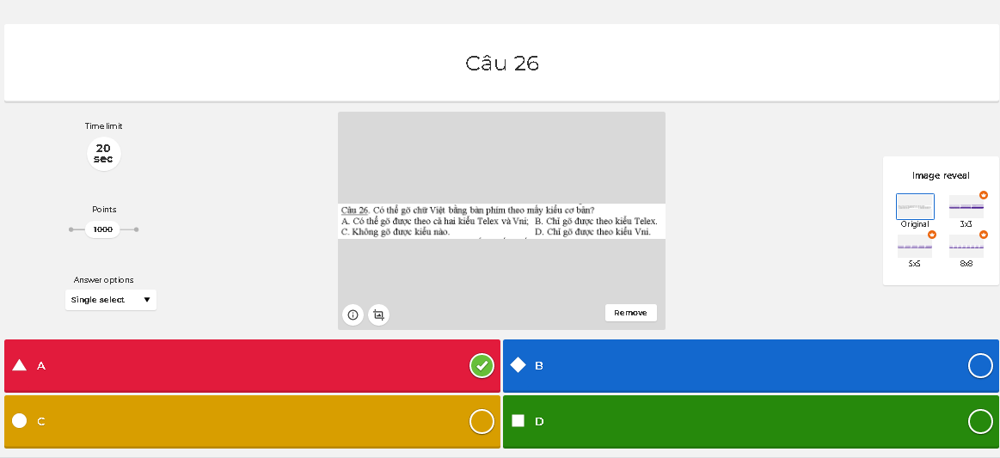 Câu 26
Time limit
20
sec
Points
1000
Answer options
Single select
Câu 26. Có thể gõ chữ Việt bằng bàn phím theo mấy kiểu cơ bản?
A. Có thể gõ được theo cả hai kiểu Telex và Vni; B. Chỉ gõ được theo kiểu Telex.
C. Không gõ được kiểu nào. D. Chỉ gõ được theo kiểu Vni.
Remove
Image reveal
Original 3x3
5x5 8x8
A
B
C
D